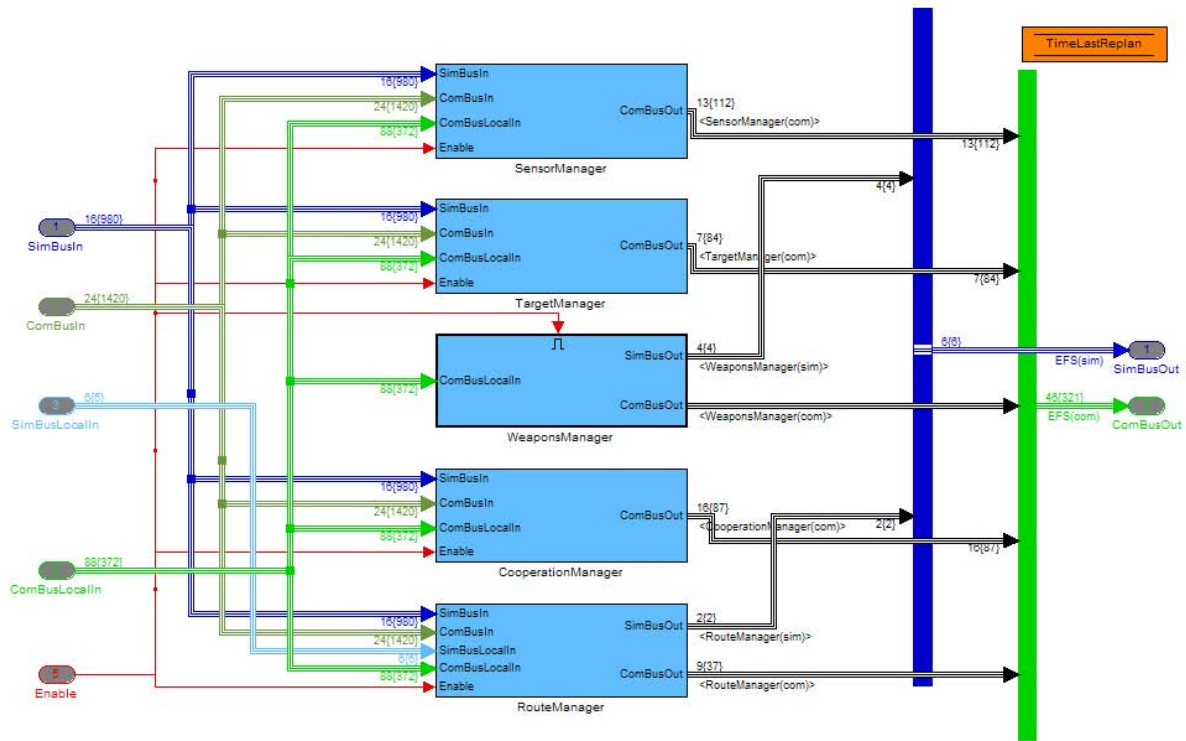 TimeLastReplan
SimBusIn
16{980}
ComBusIn
24{1420}
ComBusLocalIn
88{372}
Enable
ComBusOut
13{112}
<SensorManager(com)>
13{112}
SensorManager
4{4}
1
16{980}
SimBusIn
SimBusIn
16{980}
ComBusIn
24{1420}
ComBusLocalIn
88{372}
Enable
ComBusOut
7{84}
<TargetManager(com)>
7{84}
TargetManager
24{1420}
ComBusIn
ComBusLocalIn
88{372}
SimBusOut
4{4}
<WeaponsManager(sim)>
ComBusOut
<WeaponsManager(com)>
WeaponsManager
6{6}
EFS(sim)
1
SimBusOut
46{321}
EFS(com)
ComBusOut
3
6{6}
SimBusLocalIn
SimBusIn
16{980}
ComBusIn
24{1420}
ComBusLocalIn
88{372}
Enable
ComBusOut
16{87}
<CooperationManager(com)>
2{2}
16{87}
CooperationManager
88{372}
ComBusLocalIn
SimBusIn
16{980}
ComBusIn
24{1420}
SimBusLocalIn
6{6}
ComBusLocalIn
88{372}
Enable
SimBusOut
2{2}
<RouteManager(sim)>
ComBusOut
9{37}
<RouteManager(com)>
RouteManager
5
Enable